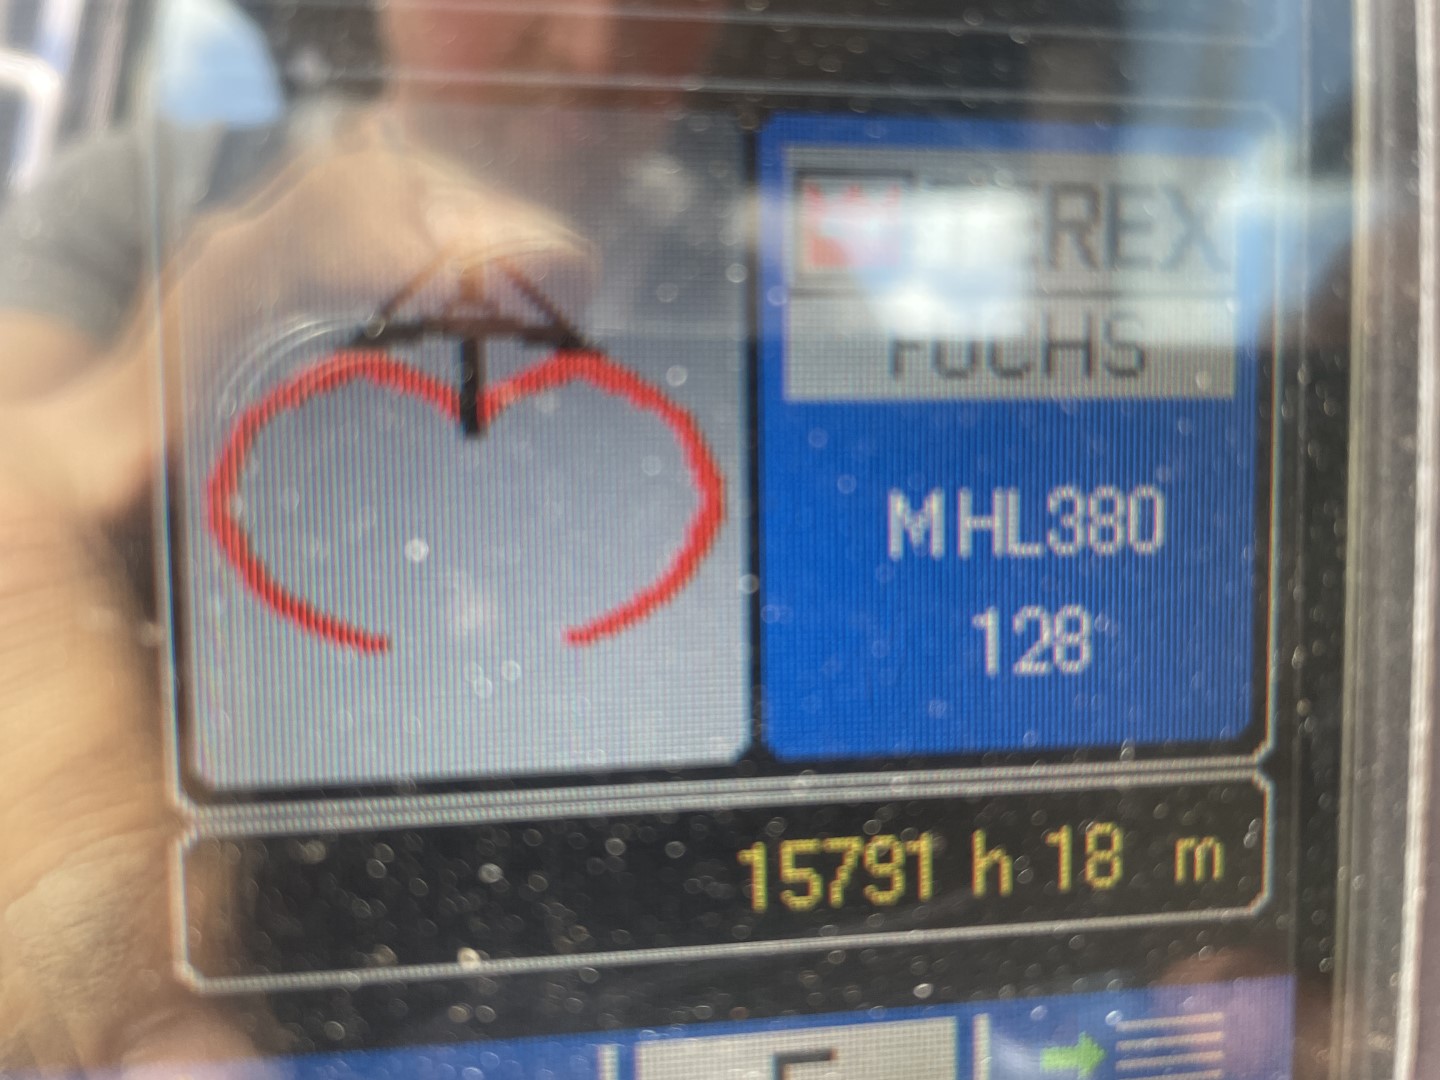 TEREX
FUCHS
MHL380
128
15791 h 18 m